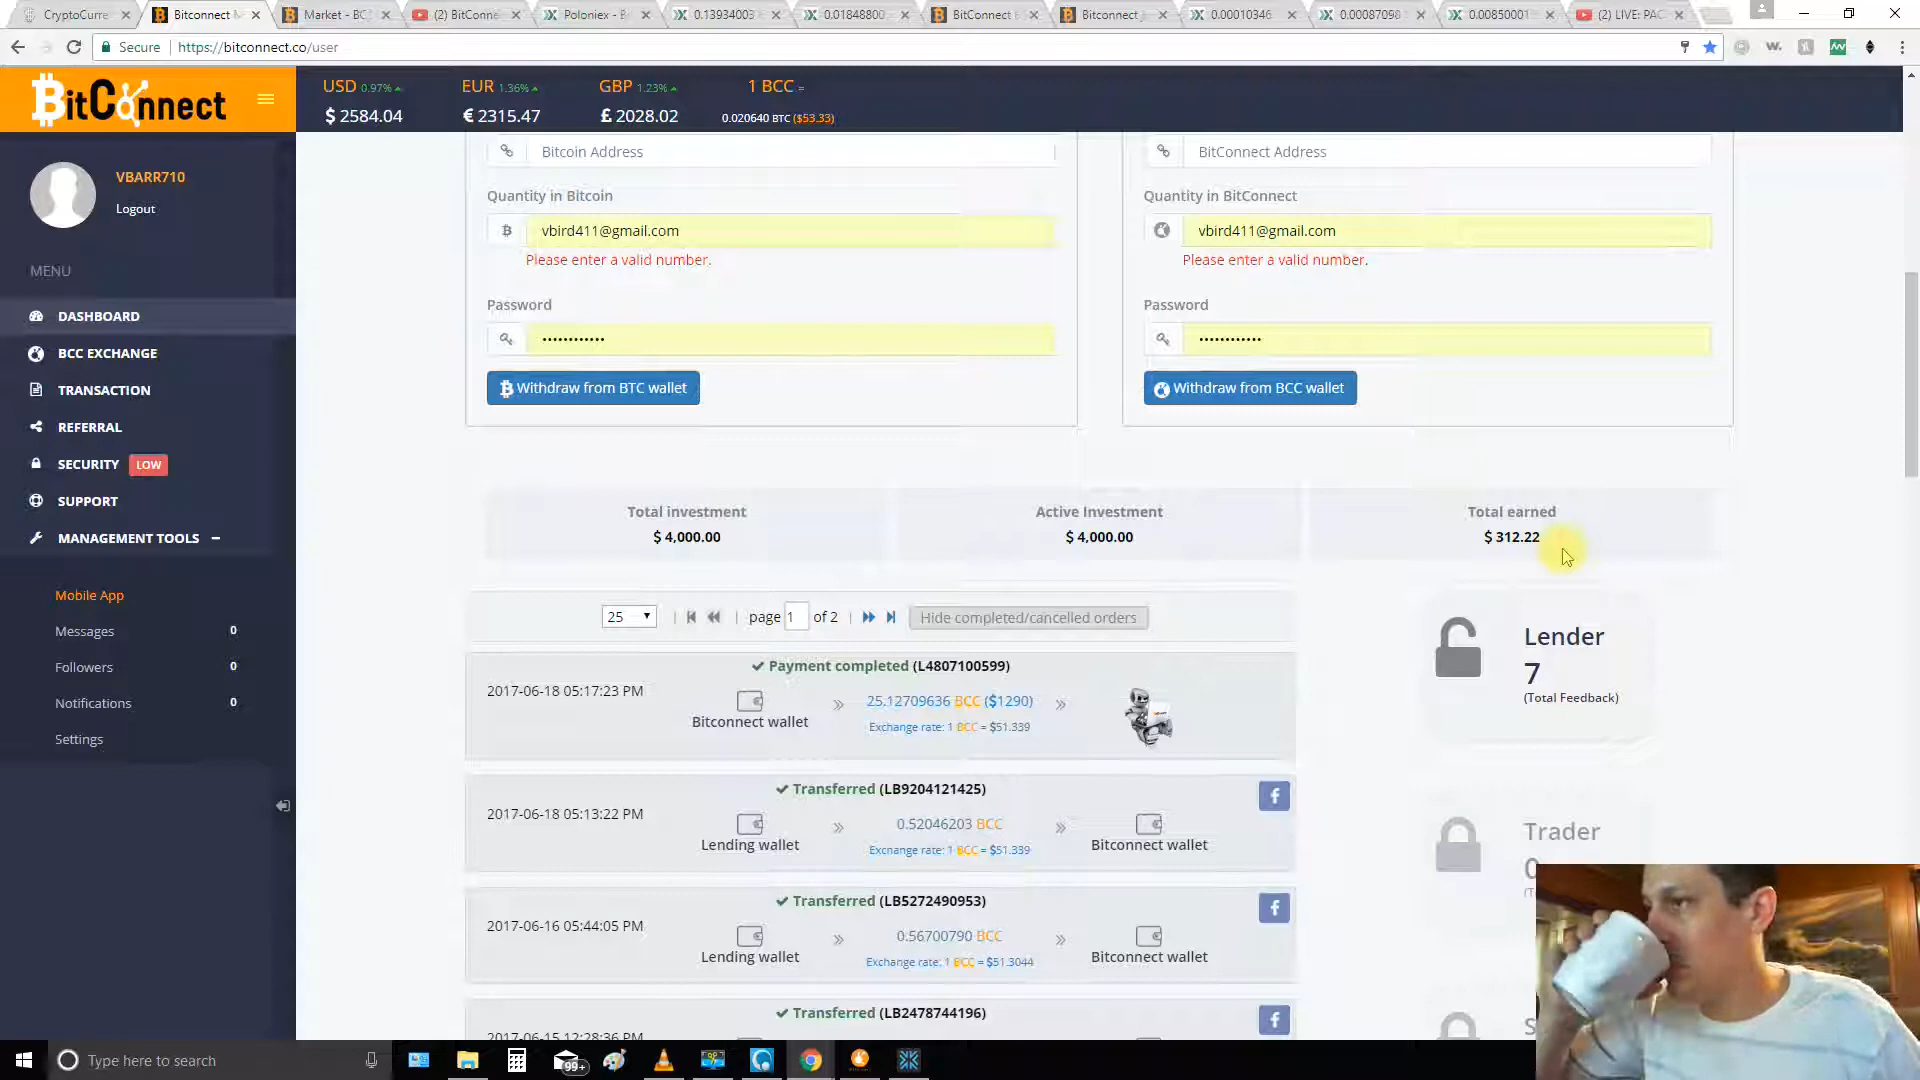 CryptoCurre
Bitconnect M
Market - BC
(2) BitConne
Poloniex - B
0.13934003
0.01848800
BitConnect
Bitconnect
0.00010346
0.00087098
0.00850001
(2) LIVE: PAC
Secure https://bitconnect.co/user
BitConnect
USD 0.97%
$ 2584.04
EUR 1.36%
€ 2315.47
GBP 1.23%
£ 2028.02
1 BCC =
0.020640 BTC ($53.33)
VBARR710
Logout
MENU
DASHBOARD
BCC EXCHANGE
TRANSACTION
REFERRAL
SECURITY LOW
SUPPORT
MANAGEMENT TOOLS
Mobile App
Messages 0
Followers 0
Notifications 0
Settings
Bitcoin Address
Quantity in Bitcoin
vbird411@gmail.com
Please enter a valid number.
Password
Withdraw from BTC wallet
BitConnect Address
Quantity in BitConnect
vbird411@gmail.com
Please enter a valid number.
Password
Withdraw from BCC wallet
Total investment
$ 4,000.00
Active Investment
$ 4,000.00
Total earned
$ 312.22
25 page 1 of 2 Hide completed/cancelled orders
Payment completed (L4807100599)
2017-06-18 05:17:23 PM
Bitconnect wallet
25.12709636 BCC ($1290)
Exchange rate: 1 BCC = $51.339
Transferred (LB9204121425)
2017-06-18 05:13:22 PM
Lending wallet
0.52046203 BCC
Exchange rate: 1 BCC = $51.339
Bitconnect wallet
Transferred (LB5272490953)
2017-06-16 05:44:05 PM
Lending wallet
0.56700790 BCC
Exchange rate: 1 BCC = $51.3044
Bitconnect wallet
Transferred (LB2478744196)
2017-06-15 12:28:36 PM
Lender
7
(Total Feedback)
Trader
Type here to search
99+